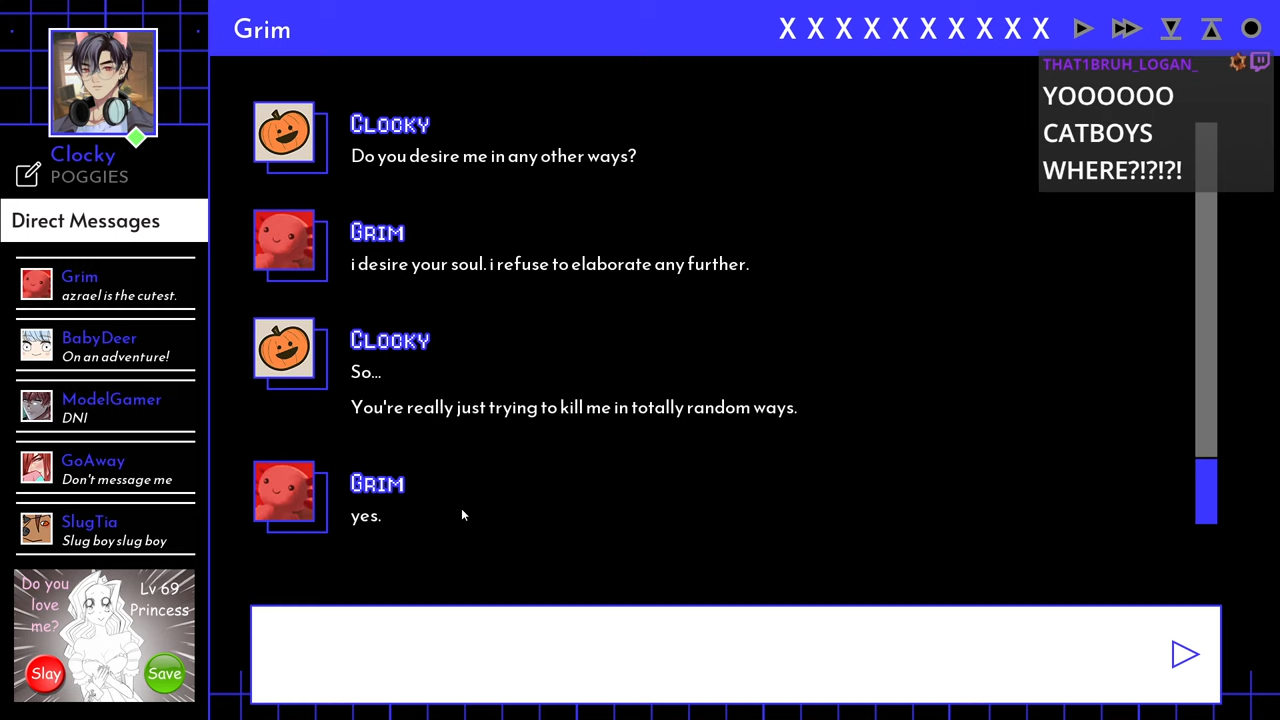 Grim
X X X X X X X X X X
THAT1BRUH_LOGAN_
YOOOOOO
CATBOYS
WHERE?!?!?!
Clocky
POGGIES
Direct Messages
Grim
azrael is the cutest.
BabyDeer
On an adventure!
ModelGamer
DNI
GoAway
Don't message me
SlugTia
Slug boy slug boy
Do you
love
me?
Lv 69
Princess
Slay
Save
Clocky
Do you desire me in any other ways?
Grim
i desire your soul. i refuse to elaborate any further.
Clocky
So...
You're really just trying to kill me in totally random ways.
Grim
yes.